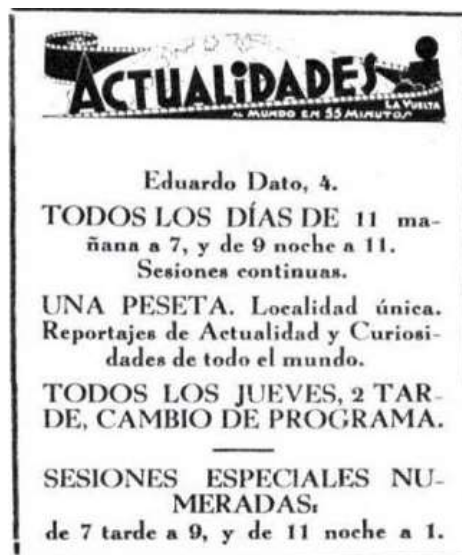 ACTUALiDADES
LA VUELTA
AL MUNDO EN 55 MINUTOS
Eduardo Dato, 4.
TODOS LOS DÍAS DE 11 ma-
ñana a 7, y de 9 noche a 11.
Sesiones continuas.
UNA PESETA. Localidad única.
Reportajes de Actualidad y Curiosi-
dades de todo el mundo.
TODOS LOS JUEVES, 2 TAR-
DE, CAMBIO DE PROGRAMA.
SESIONES ESPECIALES NU-
MERADAS:
de 7 tarde a 9, y de 11 noche a 1.